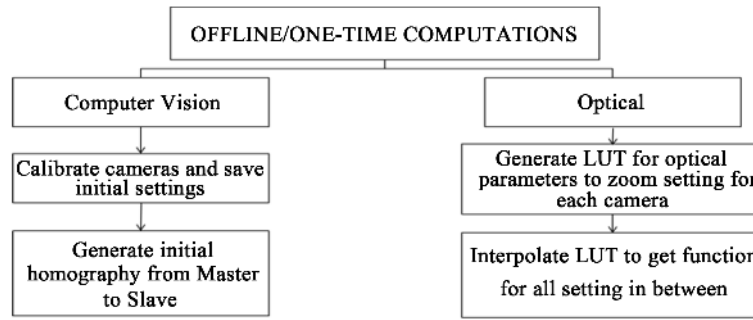 OFFLINE/ONE-TIME COMPUTATIONS
Computer Vision
Calibrate cameras and save
initial settings
Generate initial
homography from Master
to Slave
Optical
Generate LUT for optical
parameters to zoom setting for
each camera
Interpolate LUT to get function
for all setting in between